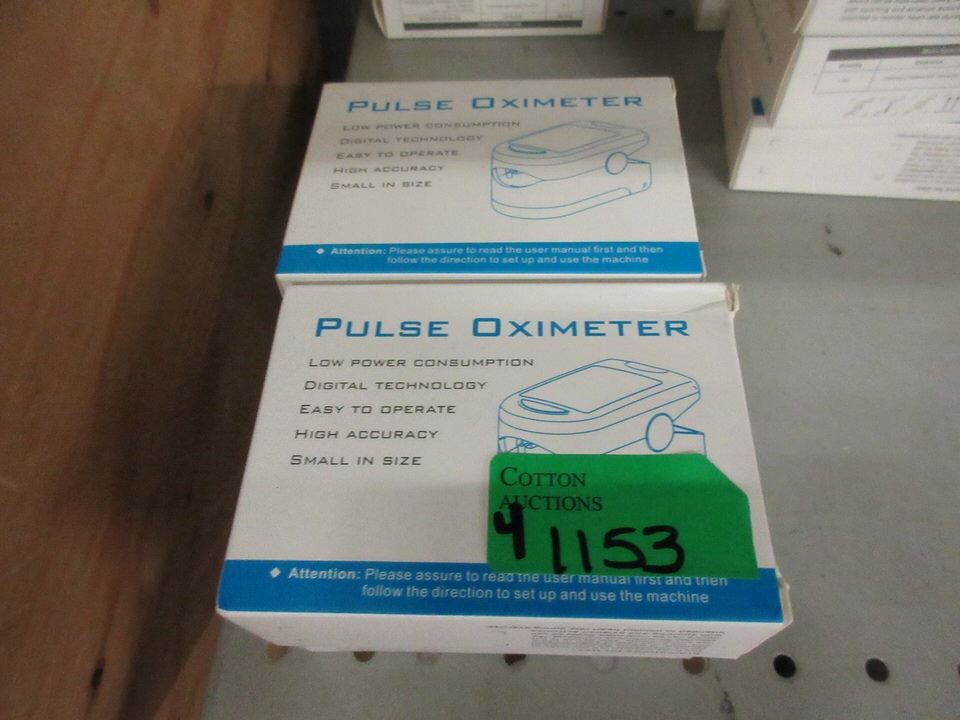 PULSE OXIMETER
LOW POWER CONSUMPTION
DIGITAL TECHNOLOGY
EASY TO OPERATE
HIGH ACCURACY
SMALL IN SIZE
◆ Attention: Please assure to read the user manual first and then
follow the direction to set up and use the machine
PULSE OXIMETER
LOW POWER CONSUMPTION
DIGITAL TECHNOLOGY
EASY TO OPERATE
HIGH ACCURACY
SMALL IN SIZE
COTTON
AUCTIONS
4 1153
◆ Attention: Please assure to read the user manual first and then
follow the direction to set up and use the machine